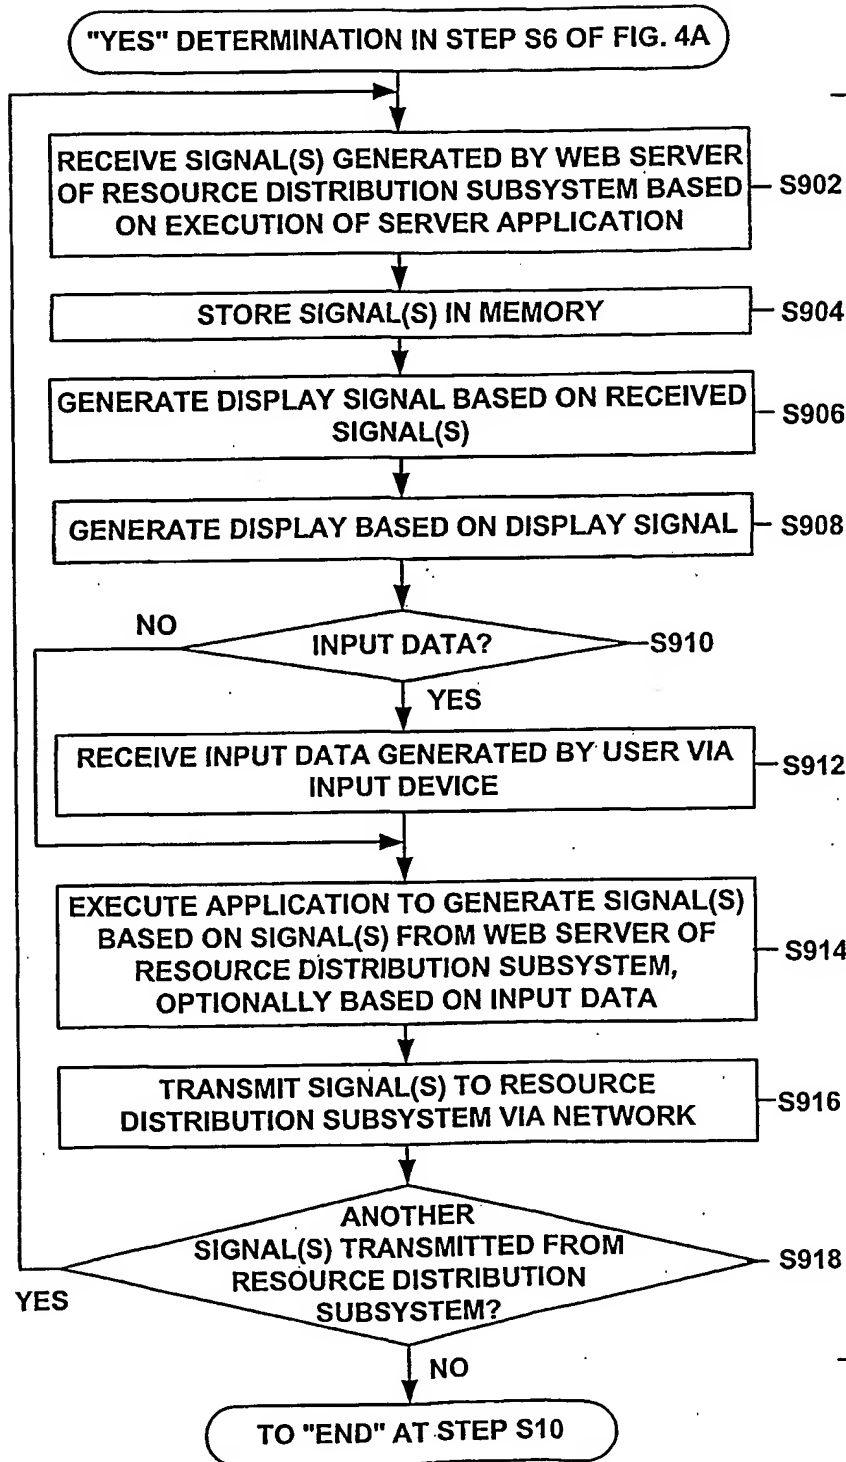 "YES" DETERMINATION IN STEP S6 OF FIG. 4A
RECEIVE SIGNAL(S) GENERATED BY WEB SERVER
OF RESOURCE DISTRIBUTION SUBSYSTEM BASED
ON EXECUTION OF SERVER APPLICATION
S902
STORE SIGNAL(S) IN MEMORY
S904
GENERATE DISPLAY SIGNAL BASED ON RECEIVED
SIGNAL(S)
S906
GENERATE DISPLAY BASED ON DISPLAY SIGNAL
S908
NO
INPUT DATA?
S910
YES
RECEIVE INPUT DATA GENERATED BY USER VIA
INPUT DEVICE
S912
EXECUTE APPLICATION TO GENERATE SIGNAL(S)
BASED ON SIGNAL(S) FROM WEB SERVER OF
RESOURCE DISTRIBUTION SUBSYSTEM,
OPTIONALLY BASED ON INPUT DATA
S914
TRANSMIT SIGNAL(S) TO RESOURCE
DISTRIBUTION SUBSYSTEM VIA NETWORK
S916
ANOTHER
SIGNAL(S) TRANSMITTED FROM
RESOURCE DISTRIBUTION
SUBSYSTEM?
S918
YES
NO
TO "END" AT STEP S10